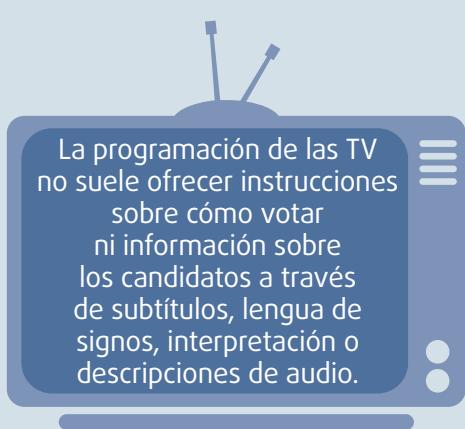 La programación de las TV
no suele ofrecer instrucciones
sobre cómo votar
ni información sobre
los candidatos a través
de subtítulos, lengua de
signos, interpretación o
descripciones de audio.